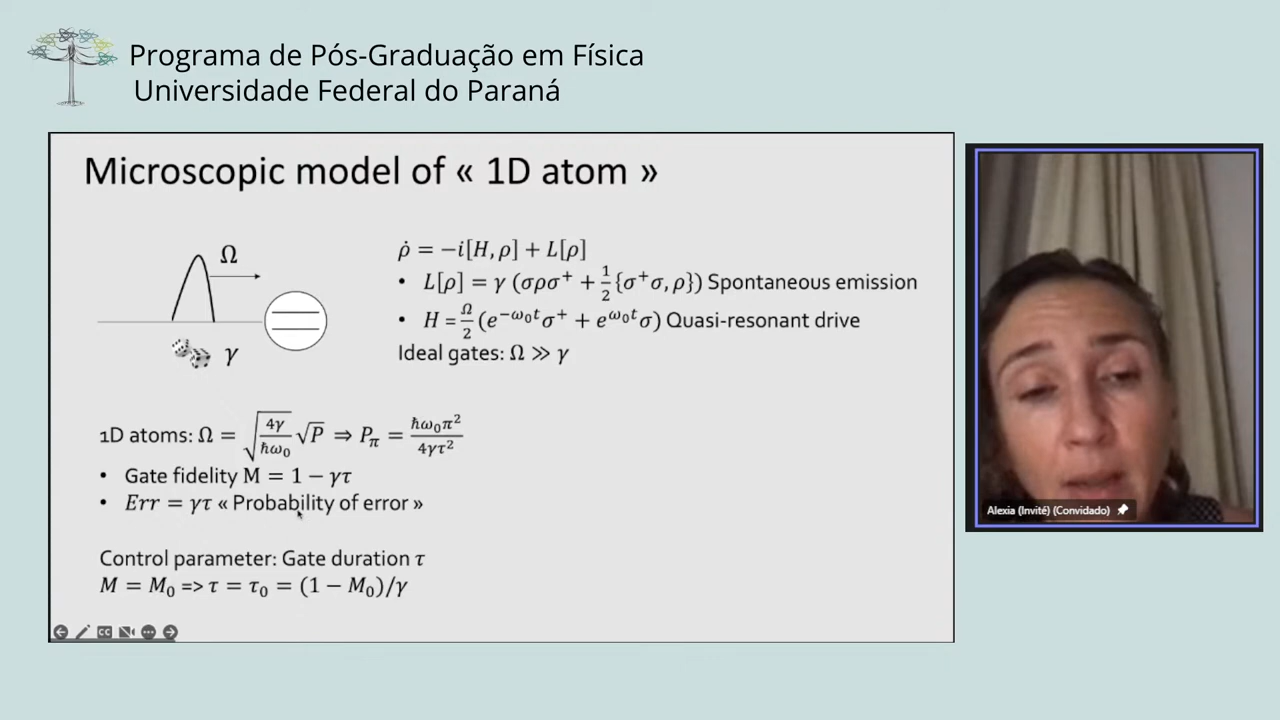 Programa de Pós-Graduação em Física
Universidade Federal do Paraná
Microscopic model of « 1D atom »
Ω
γ
ρ̇ = −i[H, ρ] + L[ρ]
• L[ρ] = γ (σρσ⁺ + ½{σ⁺σ, ρ}) Spontaneous emission
• H = Ω/2 (e^{−ω₀t}σ⁺ + e^{ω₀t}σ) Quasi-resonant drive
Ideal gates: Ω ≫ γ
1D atoms: Ω = √(4γ/ℏω₀) √P ⇒ P_π = ℏω₀π²/4γτ²
• Gate fidelity M = 1 − γτ
• Err = γτ « Probability of error »
Control parameter: Gate duration τ
M = M₀ => τ = τ₀ = (1 − M₀)/γ
CC
Alexia (Invité) (Convidado)